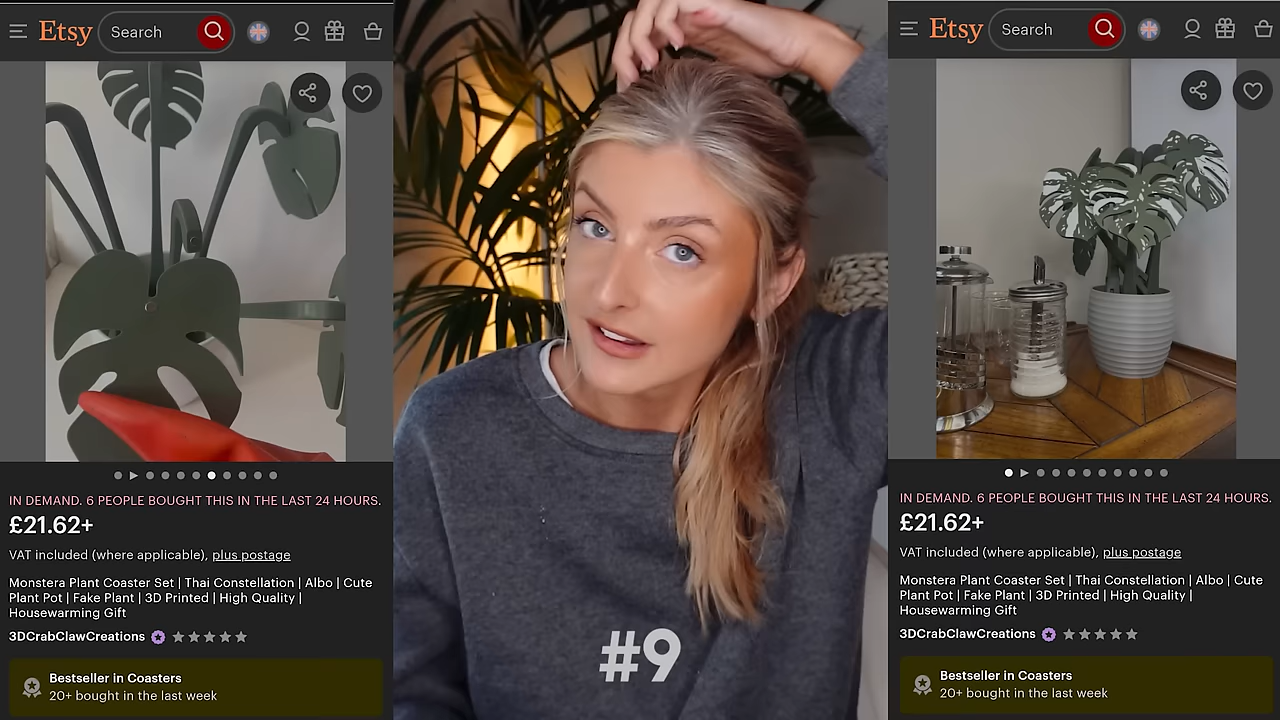 Etsy
Search
IN DEMAND. 6 PEOPLE BOUGHT THIS IN THE LAST 24 HOURS.
£21.62+
VAT included (where applicable), plus postage
Monstera Plant Coaster Set | Thai Constellation | Albo | Cute
Plant Pot | Fake Plant | 3D Printed | High Quality |
Housewarming Gift
3DCrabClawCreations
Bestseller in Coasters
20+ bought in the last week
#9
Etsy
Search
IN DEMAND. 6 PEOPLE BOUGHT THIS IN THE LAST 24 HOURS.
£21.62+
VAT included (where applicable), plus postage
Monstera Plant Coaster Set | Thai Constellation | Albo | Cute
Plant Pot | Fake Plant | 3D Printed | High Quality |
Housewarming Gift
3DCrabClawCreations
Bestseller in Coasters
20+ bought in the last week